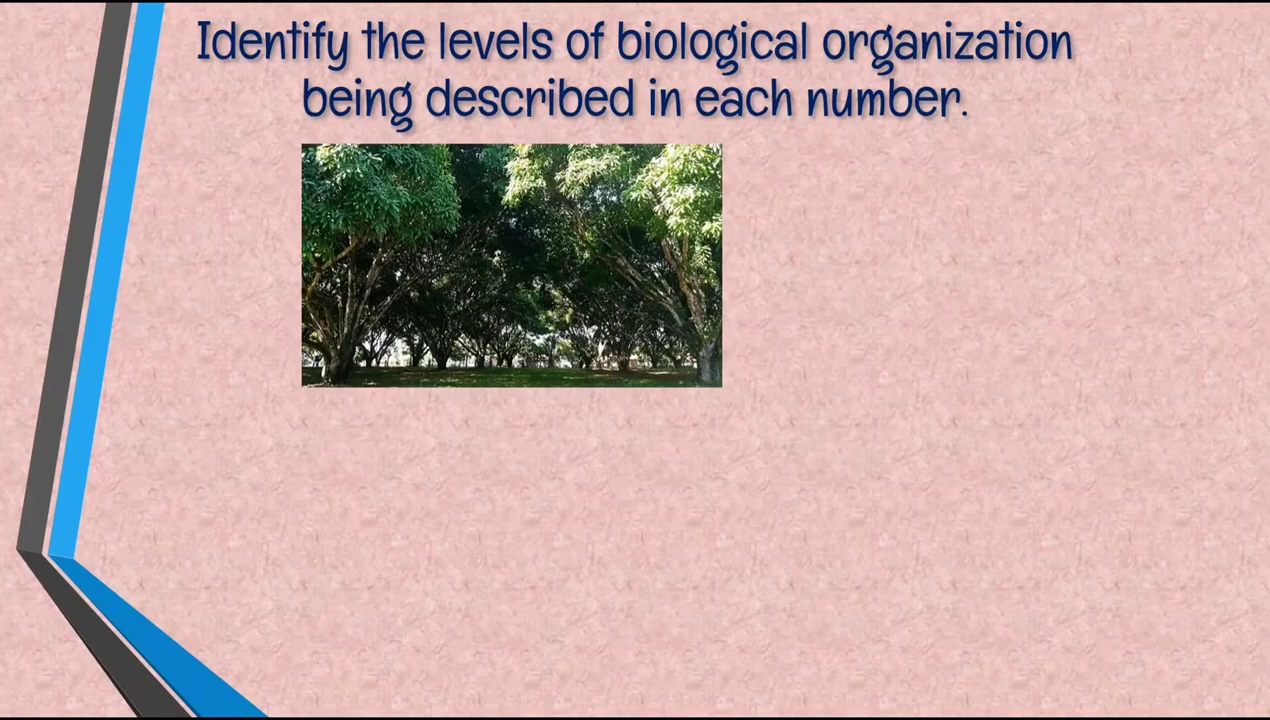 Identify the levels of biological organization
being described in each number.